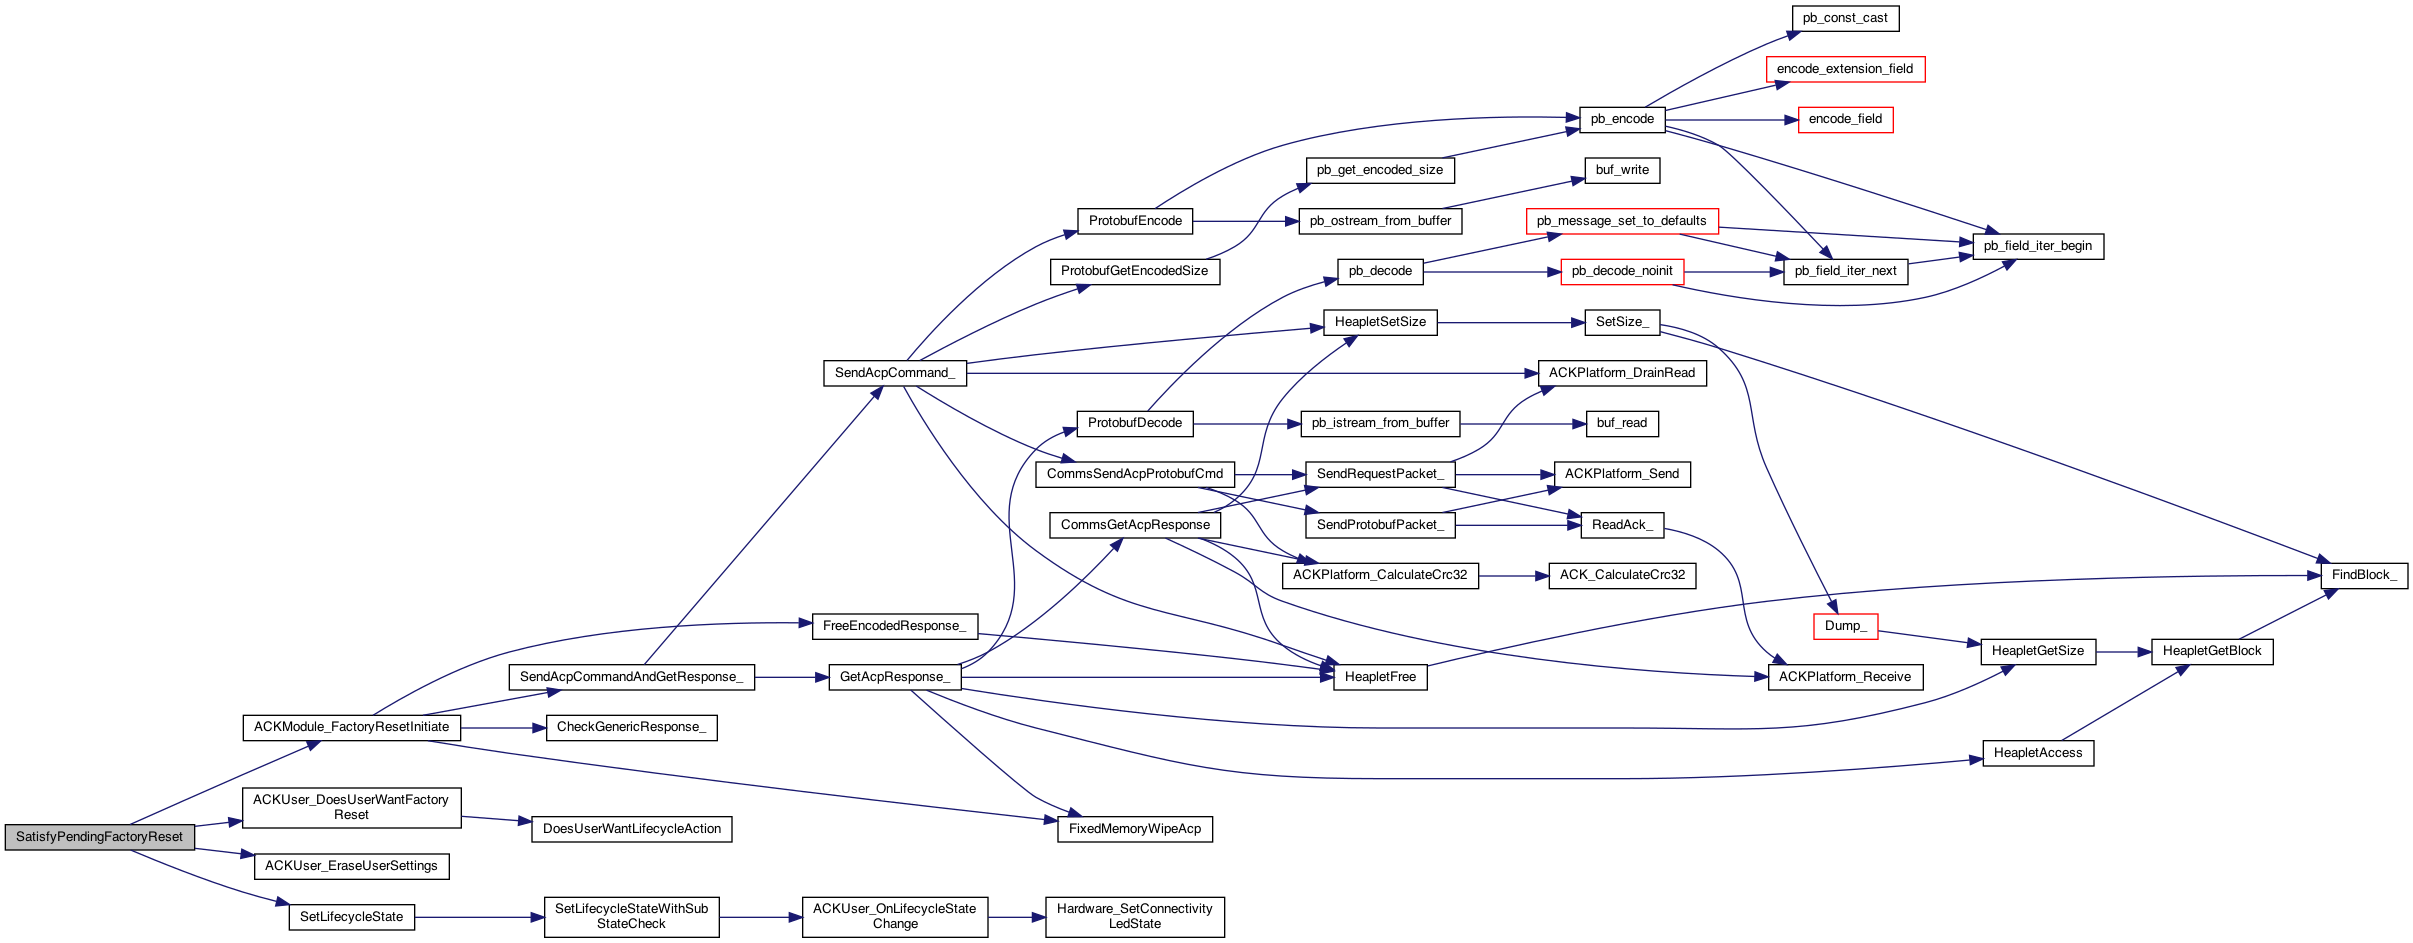 pb_const_cast
encode_extension_field
pb_encode
encode_field
pb_get_encoded_size
buf_write
ProtobufEncode
pb_ostream_from_buffer
pb_message_set_to_defaults
pb_field_iter_begin
ProtobufGetEncodedSize
pb_decode
pb_decode_noinit
pb_field_iter_next
HeapletSetSize
SetSize_
SendAcpCommand_
ACKPlatform_DrainRead
ProtobufDecode
pb_istream_from_buffer
buf_read
CommsSendAcpProtobufCmd
SendRequestPacket_
ACKPlatform_Send
CommsGetAcpResponse
SendProtobufPacket_
ReadAck_
ACKPlatform_CalculateCrc32
ACK_CalculateCrc32
FindBlock_
FreeEncodedResponse_
Dump_
HeapletGetSize
HeapletGetBlock
SendAcpCommandAndGetResponse_
GetAcpResponse_
HeapletFree
ACKPlatform_Receive
ACKModule_FactoryResetInitiate
CheckGenericResponse_
HeapletAccess
ACKUser_DoesUserWantFactory
Reset
DoesUserWantLifecycleAction
FixedMemoryWipeAcp
SatisfyPendingFactoryReset
ACKUser_EraseUserSettings
SetLifecycleState
SetLifecycleStateWithSub
StateCheck
ACKUser_OnLifecycleState
Change
Hardware_SetConnectivity
LedState